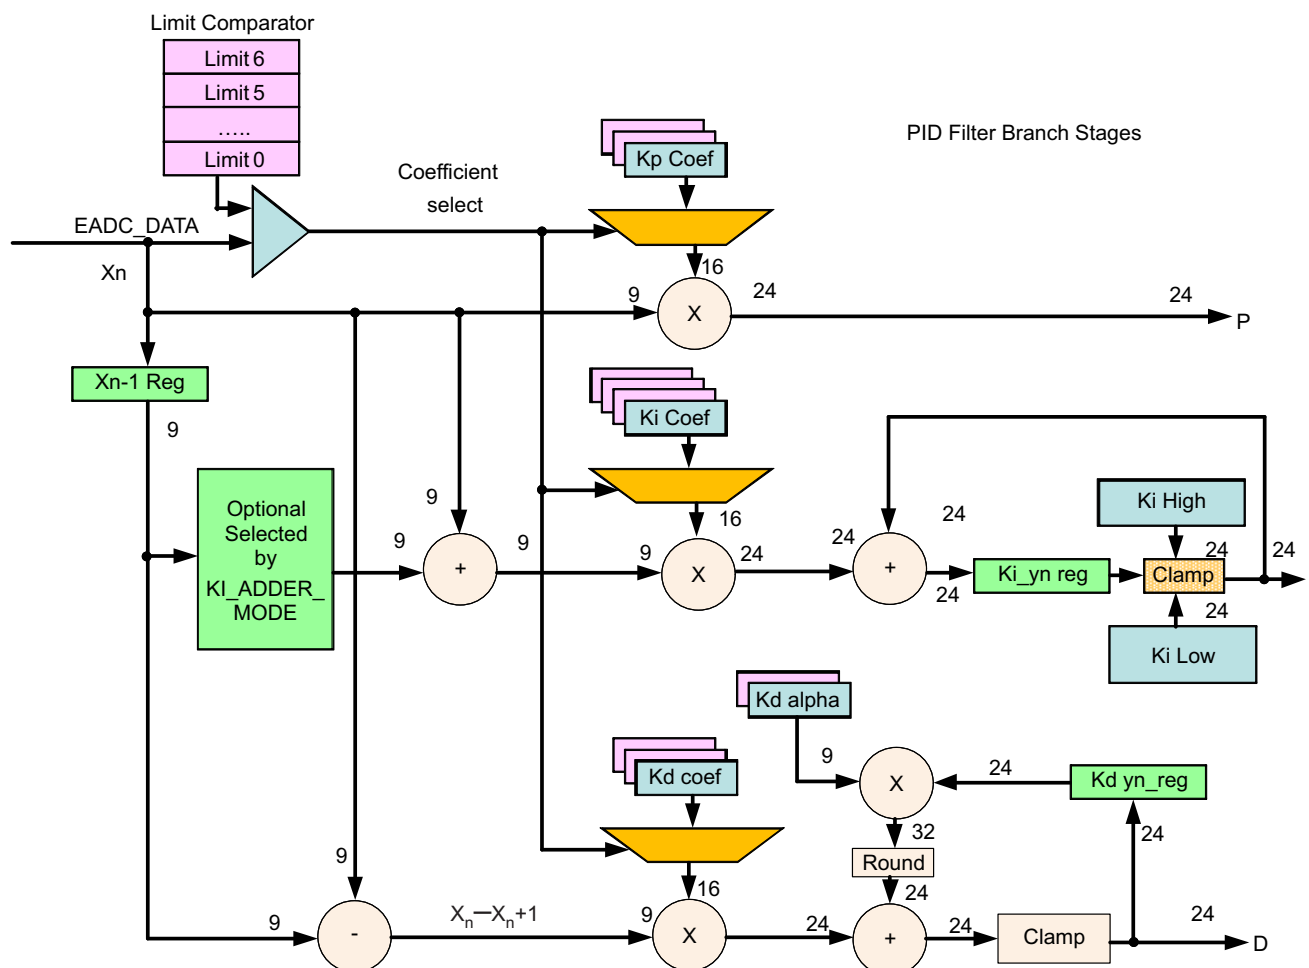 Limit Comparator
Limit 6
Limit 5
.....
Limit 0
PID Filter Branch Stages
Kp Coef
Coefficient
select
EADC_DATA
Xn
16
9
24
X
24
P
Xn-1 Reg
9
Ki Coef
Optional
Selected
by
KI_ADDER_
MODE
9
9
+
9
16
9
X
24
24
24
+
24
Ki_yn reg
Ki High
24
Clamp
24
24
Ki Low
Kd alpha
9
X
24
Kd yn_reg
24
32
Round
24
Kd coef
16
9
9
-
Xn—Xn+1
9
X
24
+
24
Clamp
24
D